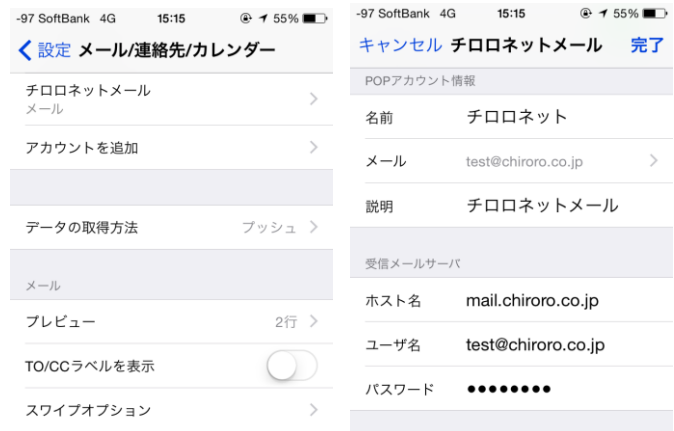 -97 SoftBank 4G 15:15 55%
設定 メール/連絡先/カレンダー
チロロネットメール
メール
アカウントを追加
データの取得方法 プッシュ
メール
プレビュー 2行
TO/CCラベルを表示
スワイプオプション
-97 SoftBank 4G 15:15 55%
キャンセル チロロネットメール 完了
POPアカウント情報
名前 チロロネット
メール test@chiroro.co.jp
説明 チロロネットメール
受信メールサーバ
ホスト名 mail.chiroro.co.jp
ユーザ名 test@chiroro.co.jp
パスワード ●●●●●●●●